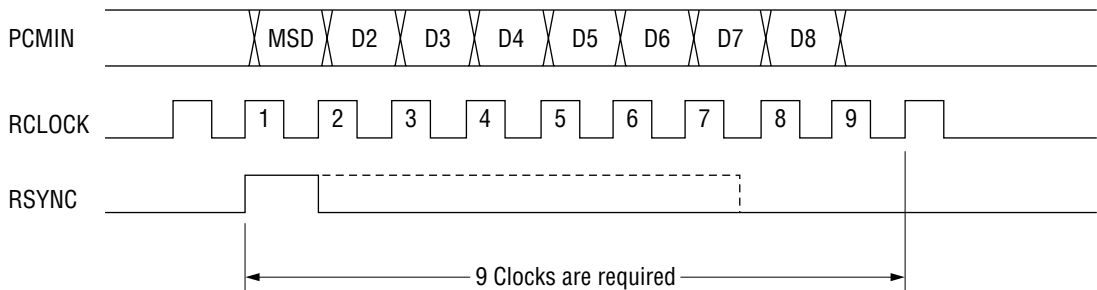 PCMIN MSD D2 D3 D4 D5 D6 D7 D8
RCLOCK 1 2 3 4 5 6 7 8 9
RSYNC
9 Clocks are required